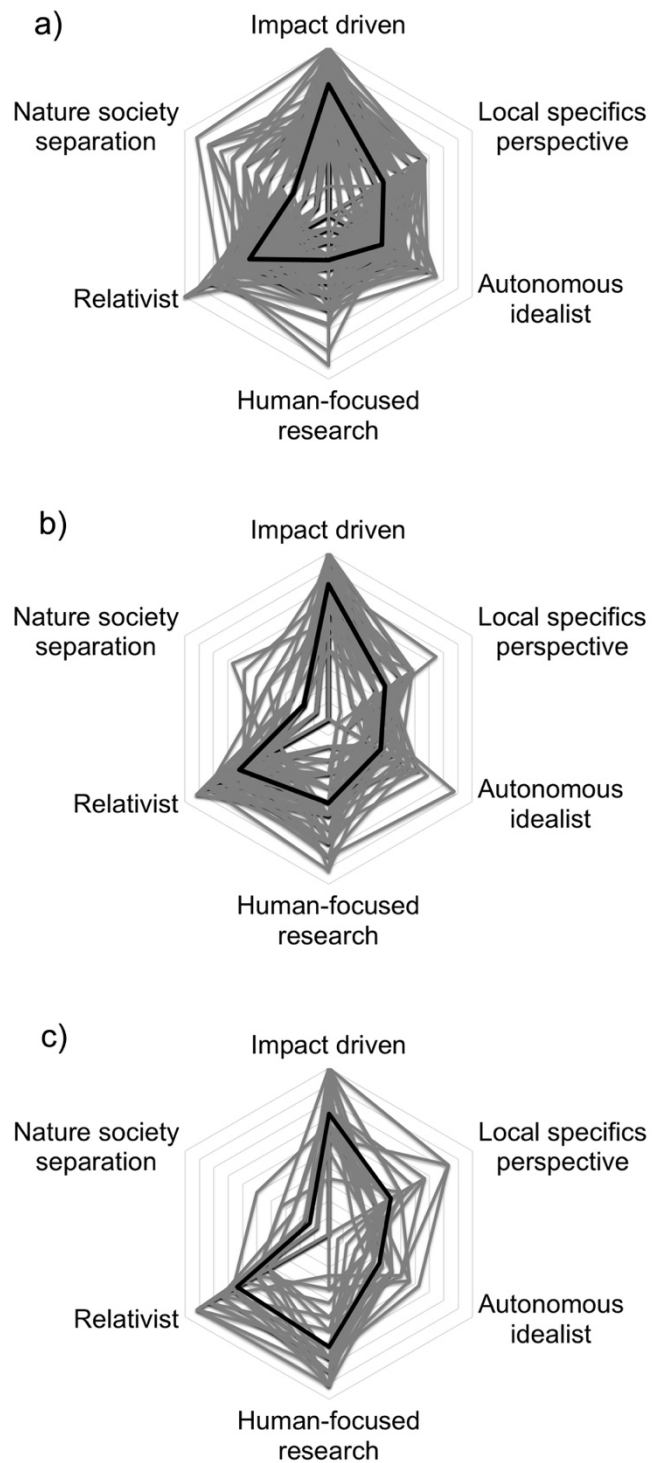 a)
Impact driven
Nature society
separation
Local specifics
perspective
Relativist
Autonomous
idealist
Human-focused
research
b)
Impact driven
Nature society
separation
Local specifics
perspective
Relativist
Autonomous
idealist
Human-focused
research
c)
Impact driven
Nature society
separation
Local specifics
perspective
Relativist
Autonomous
idealist
Human-focused
research